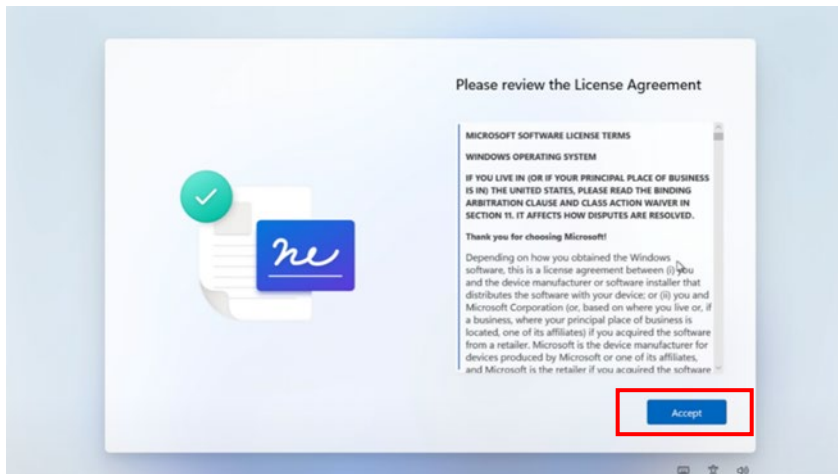 Please review the License Agreement
MICROSOFT SOFTWARE LICENSE TERMS
WINDOWS OPERATING SYSTEM
IF YOU LIVE IN (OR IF YOUR PRINCIPAL PLACE OF BUSINESS
IS IN) THE UNITED STATES, PLEASE READ THE BINDING
ARBITRATION CLAUSE AND CLASS ACTION WAIVER IN
SECTION 11. IT AFFECTS HOW DISPUTES ARE RESOLVED.
Thank you for choosing Microsoft!
Depending on how you obtained the Windows
software, this is a license agreement between (i) you
and the device manufacturer or software installer that
distributes the software with your device; or (ii) you and
Microsoft Corporation (or, based on where you live or, if
a business, where your principal place of business is
located, one of its affiliates) if you acquired the software
from a retailer. Microsoft is the device manufacturer for
devices produced by Microsoft or one of its affiliates,
and Microsoft is the retailer if you acquired the software
Accept